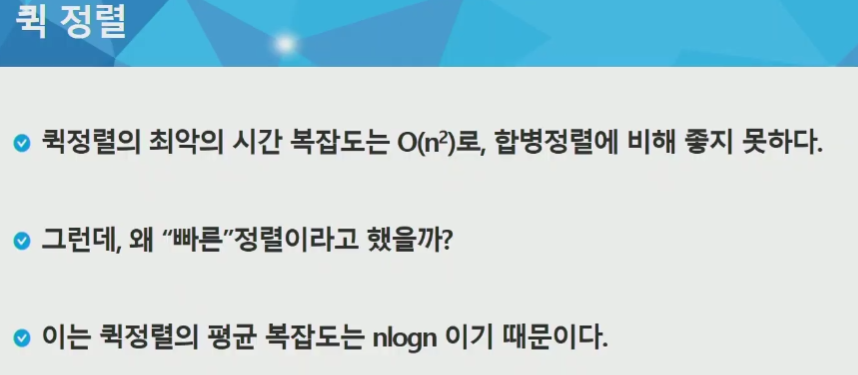 퀵 정렬
퀵정렬의 최악의 시간 복잡도는 O(n²)로, 합병정렬에 비해 좋지 못하다.
그런데, 왜 “빠른”정렬이라고 했을까?
이는 퀵정렬의 평균 복잡도는 nlogn 이기 때문이다.